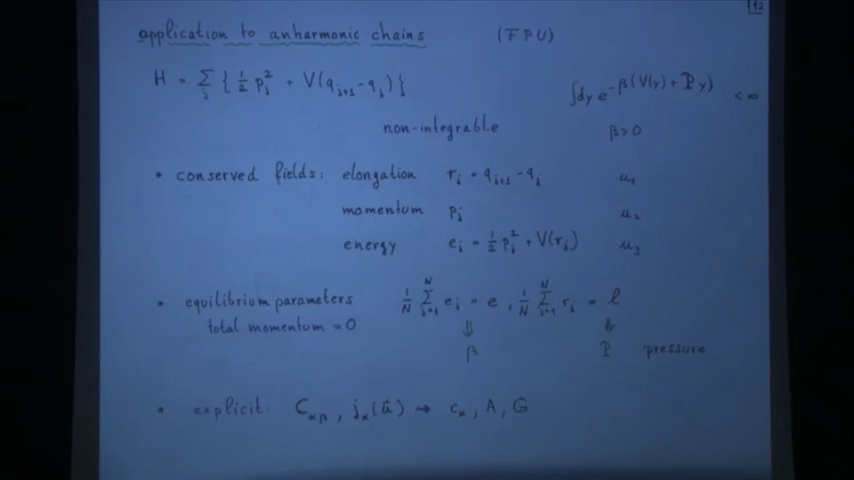 12
application to anharmonic chains (FPU)
H = Σ_j { ½ p_j² + V(q_{j+1} - q_j) } ∫dy e^{-β(V(y) + P y)} < ∞
non-integrable β>0
• conserved fields: elongation r_j = q_{j+1} - q_j u_1
momentum p_j u_2
energy e_j = ½ p_j² + V(r_j) u_3
• equilibrium parameters 1/N Σ_{j=1}^N e_j = e , 1/N Σ_{j=1}^N r_j = ℓ
total momentum = 0 ⇓ ⇓
β P pressure
• explicit: C_{αβ} , j_α(u⃗) → c_α , A , G